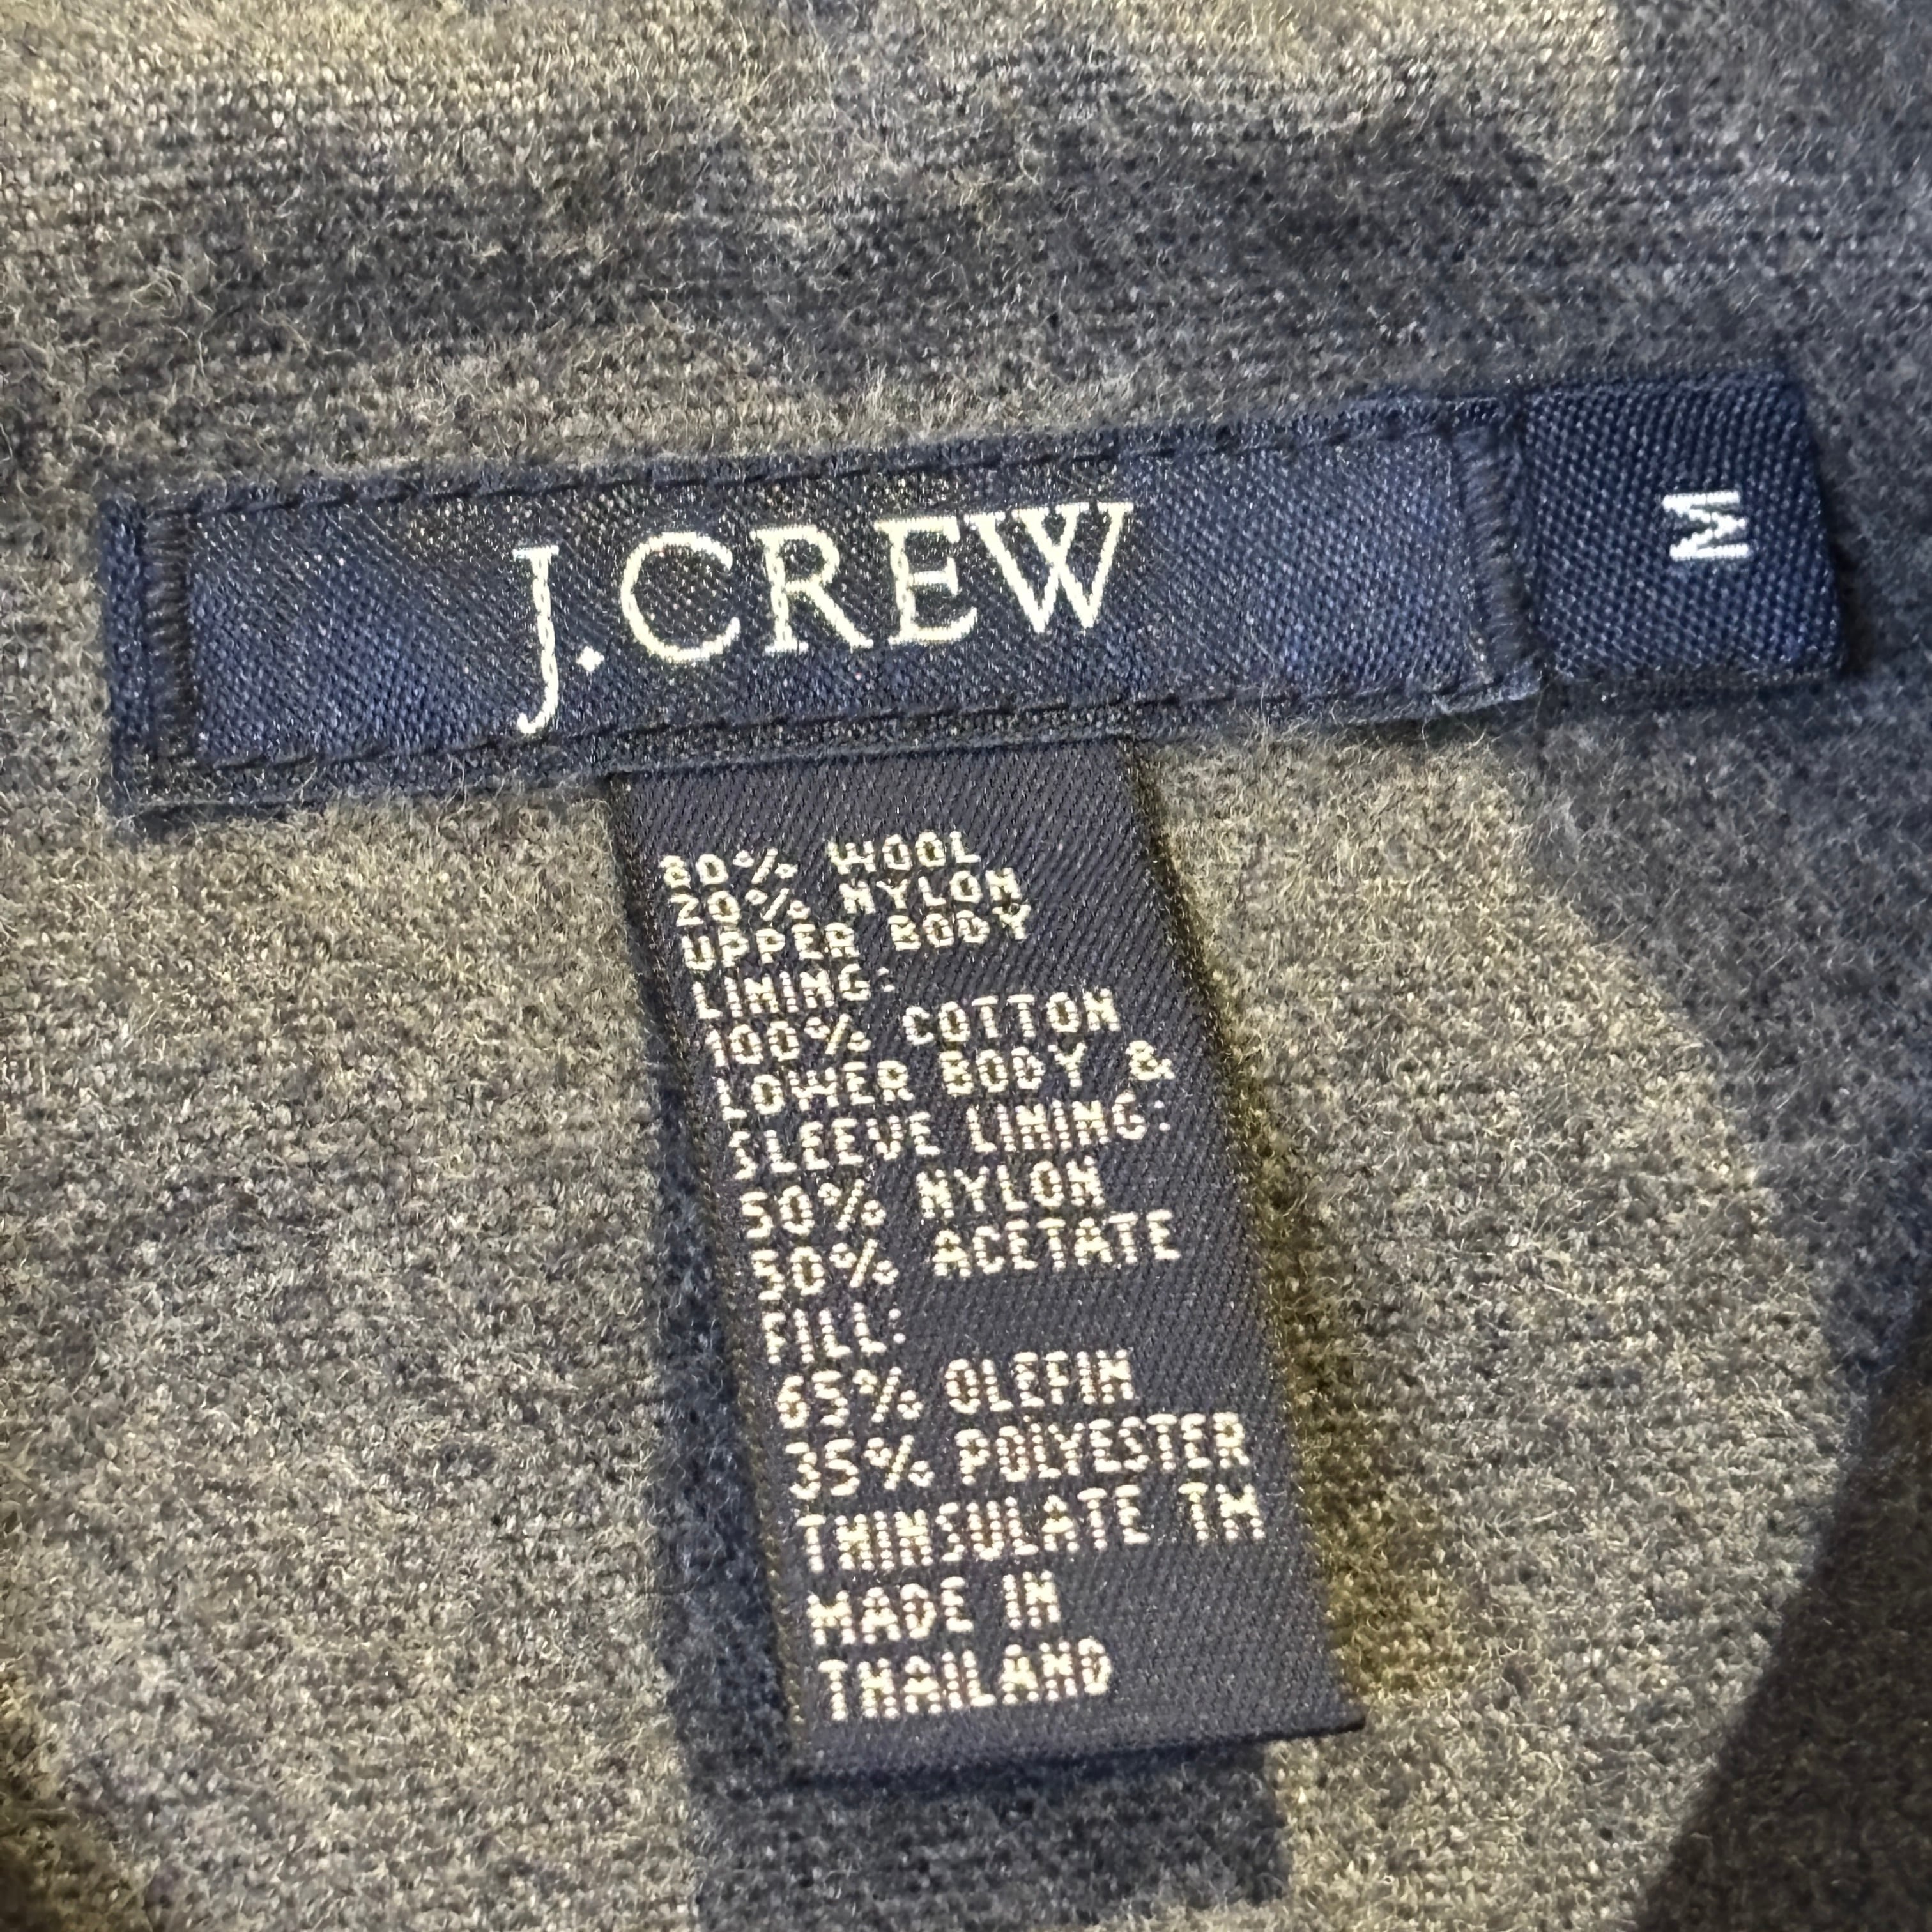 J.CREW
M
80% WOOL
20% NYLON
UPPER BODY
LINING:
100% COTTON
LOWER BODY &
SLEEVE LINING:
50% NYLON
50% ACETATE
FILL:
65% OLEFIN
35% POLYESTER
THINSULATE TM
MADE IN
THAILAND